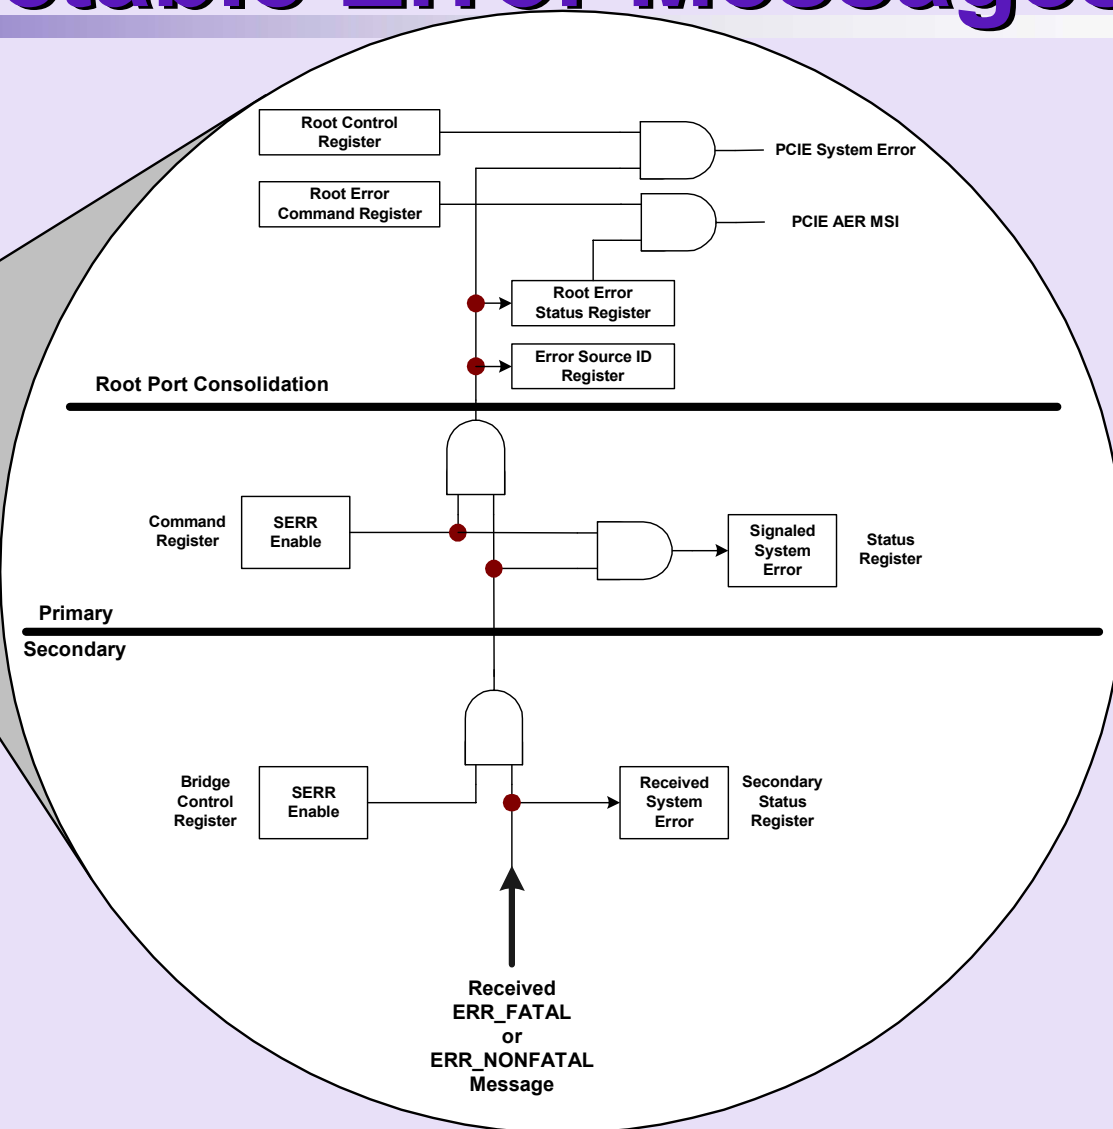 Error Messages
Root Control
Register
PCIE System Error
Root Error
Command Register
PCIE AER MSI
Root Error
Status Register
Error Source ID
Register
Root Port Consolidation
Command
Register
SERR
Enable
Signaled
System
Error
Status
Register
Primary
Secondary
Bridge
Control
Register
SERR
Enable
Received
System
Error
Secondary
Status
Register
Received
ERR_FATAL
or
ERR_NONFATAL
Message